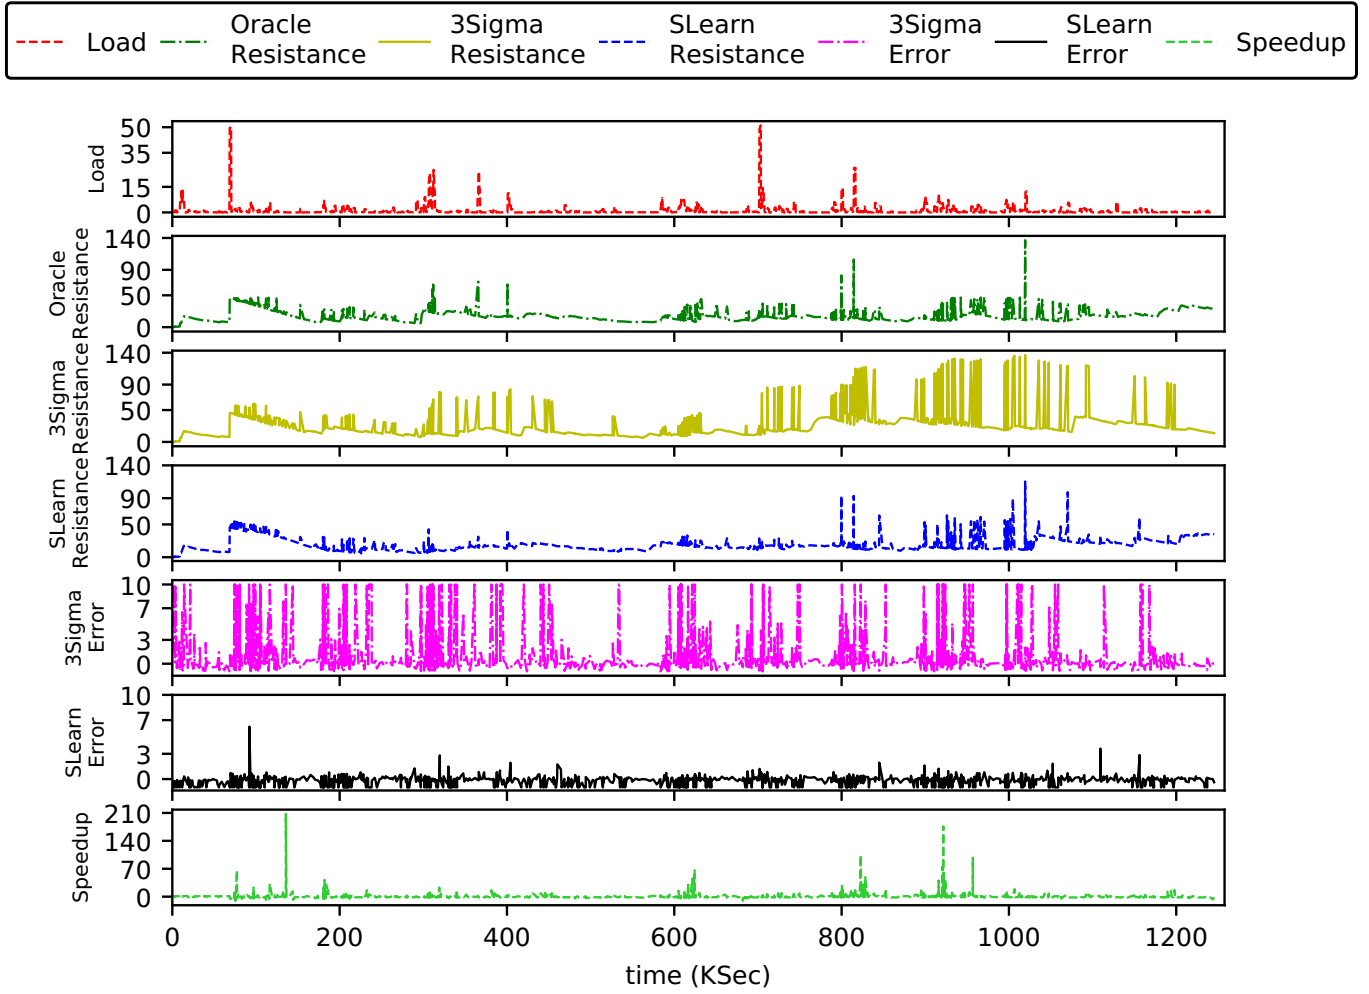 Load
Oracle
Resistance
3Sigma
Resistance
SLearn
Resistance
3Sigma
Error
SLearn
Error
Speedup
Load
50
35
15
0
Oracle
Resistance
140
90
50
0
3Sigma
Resistance
140
90
50
0
SLearn
Resistance
140
90
50
0
3Sigma
Error
10
7
3
0
SLearn
Error
10
7
3
0
Speedup
210
140
70
0
0 200 400 600 800 1000 1200
time (KSec)